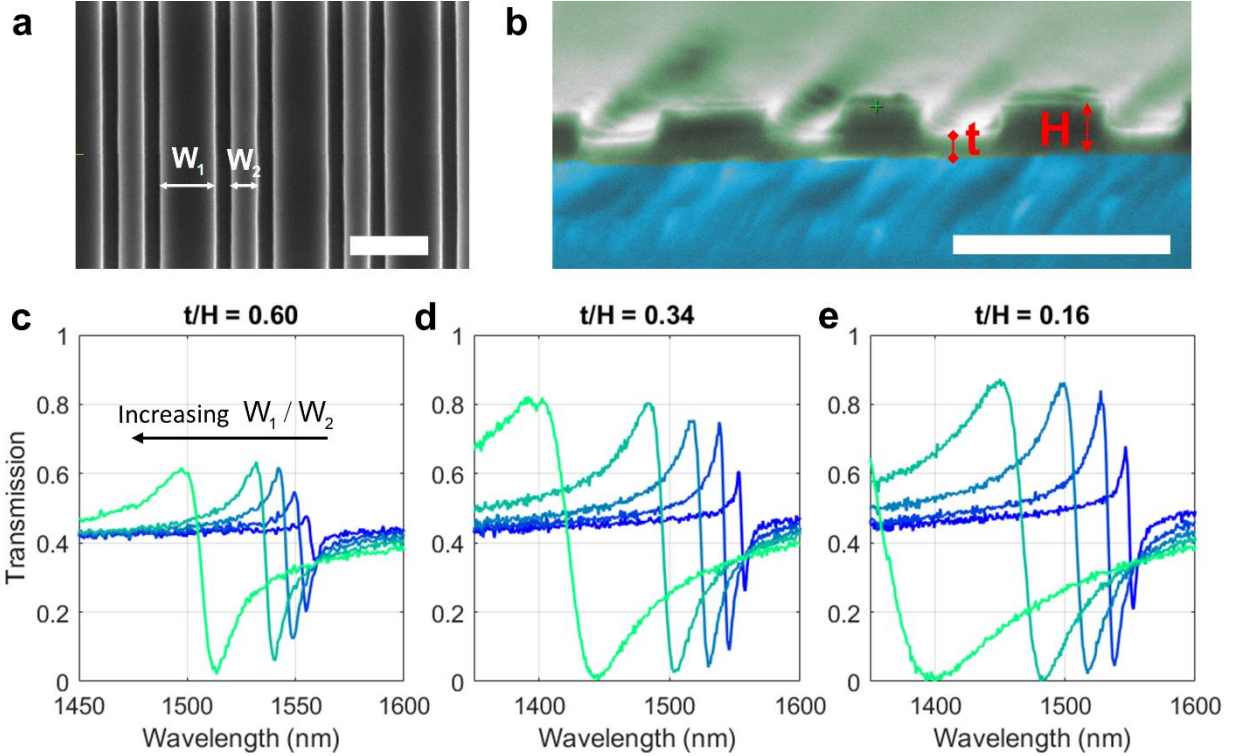 a
W₁
W₂
b
t
H
c
t/H = 0.60
Increasing W₁ / W₂
1
0.8
0.6
0.4
0.2
0
Transmission
1450
1500
1550
1600
Wavelength (nm)
d
t/H = 0.34
1
0.8
0.6
0.4
0.2
0
1400
1500
1600
Wavelength (nm)
e
t/H = 0.16
1
0.8
0.6
0.4
0.2
0
1400
1500
1600
Wavelength (nm)